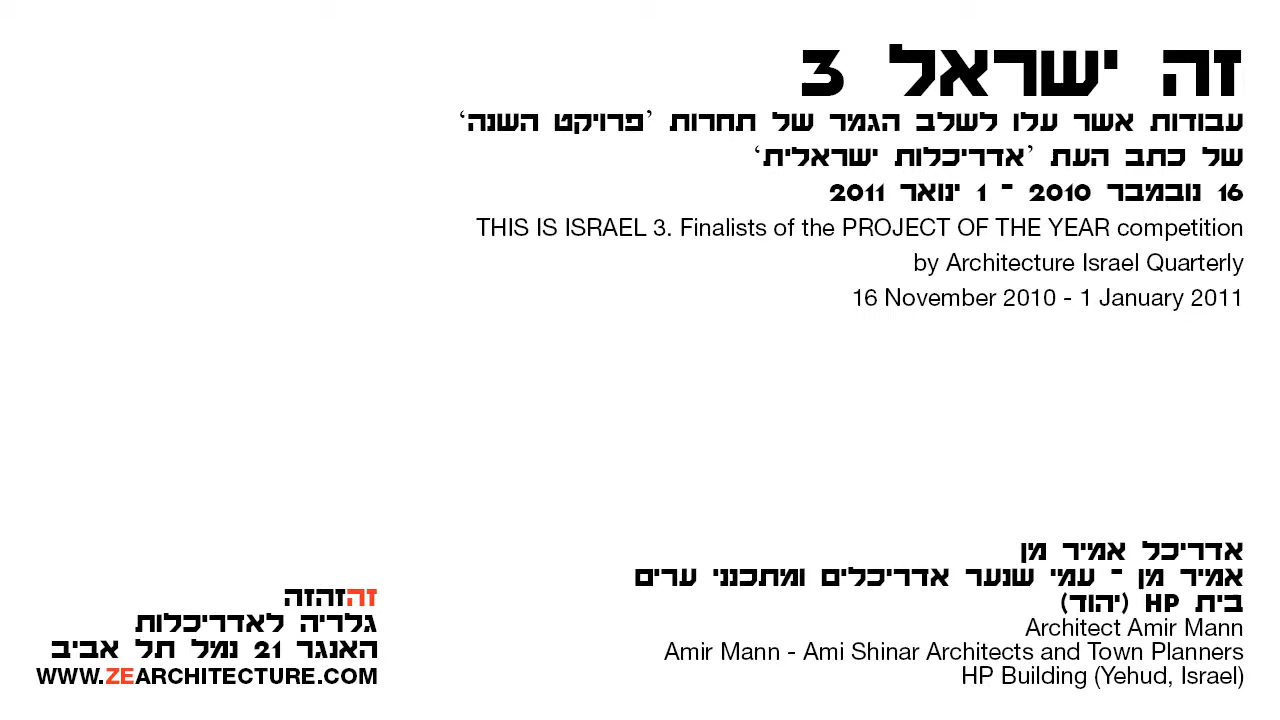 זה ישראל 3
עבודות אשר עלו לשלב הגמר של תחרות 'פרויקט השנה'
של כתב העת 'אדריכלות ישראלית'
16 נובמבר 2010 - 1 ינואר 2011
THIS IS ISRAEL 3. Finalists of the PROJECT OF THE YEAR competition
by Architecture Israel Quarterly
16 November 2010 - 1 January 2011
אדריכל אמיר מן
אמיר מן - עמי שנער אדריכלים ומתכנני ערים
בית HP (יהוד)
Architect Amir Mann
Amir Mann - Ami Shinar Architects and Town Planners
HP Building (Yehud, Israel)
זהזהזה
גלריה לאדריכלות
האנגר 21 נמל תל אביב
WWW.ZEARCHITECTURE.COM